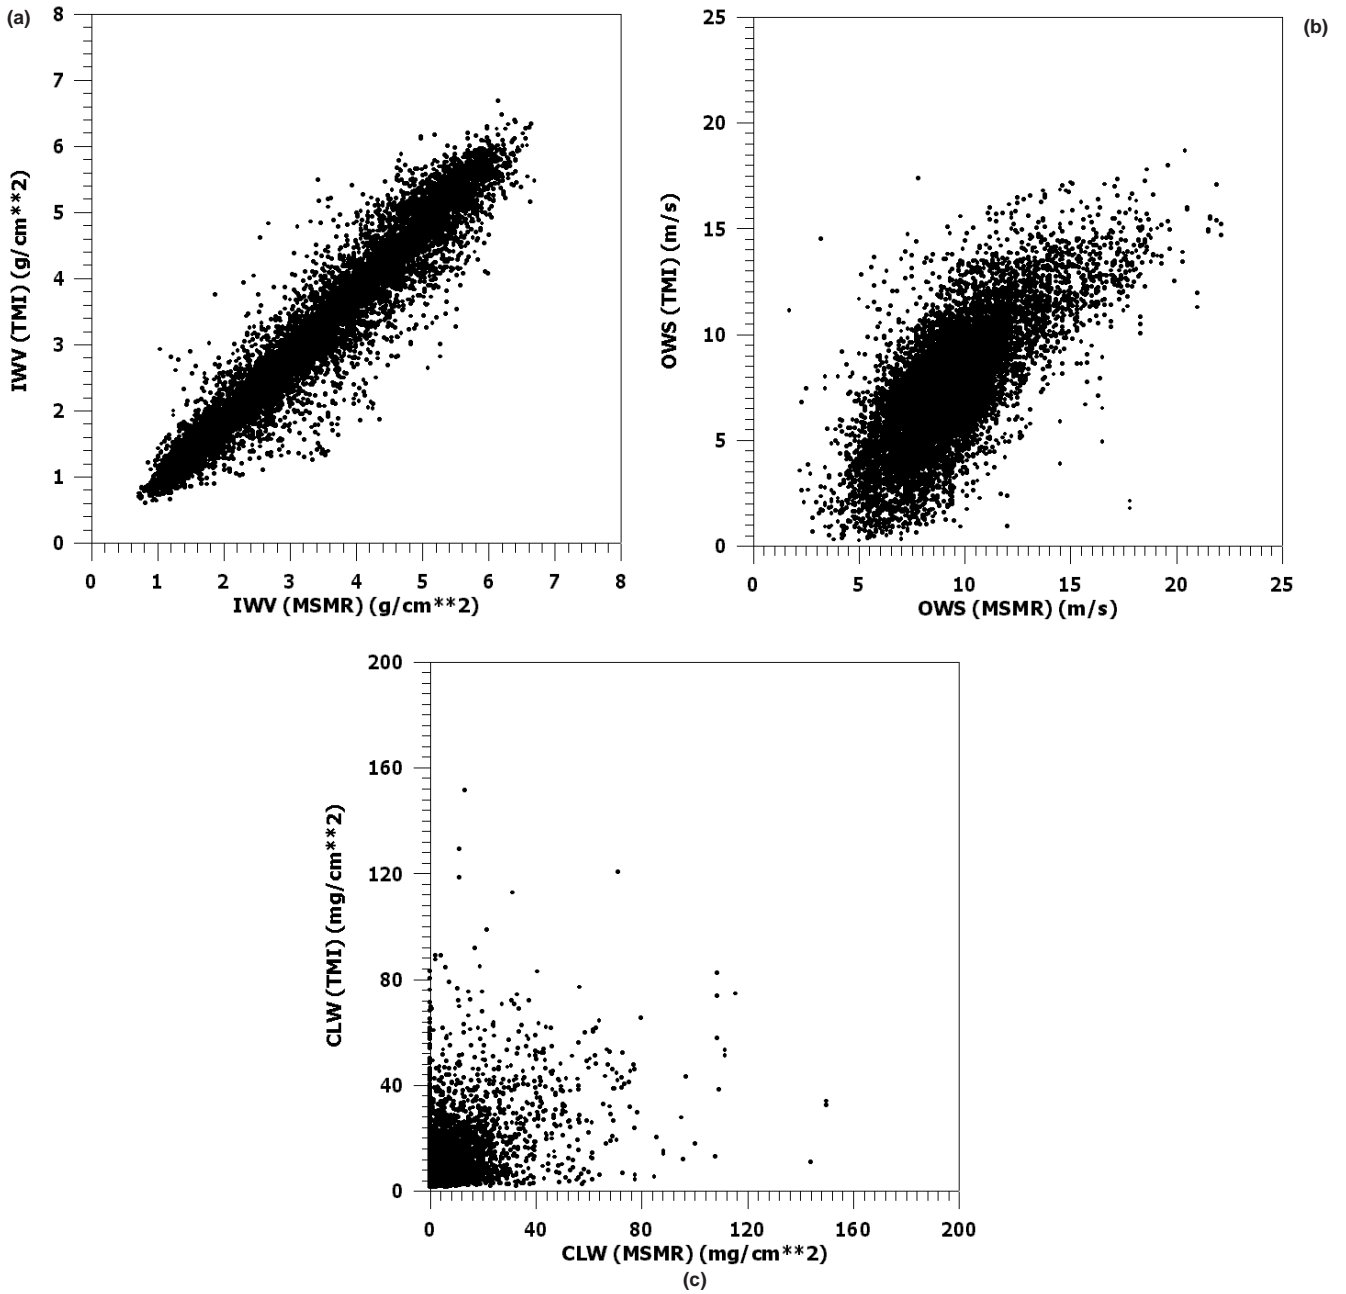 (a)
8
7
6
5
4
3
2
1
0
IWV (TMI) (g/cm**2)
0 1 2 3 4 5 6 7 8
IWV (MSMR) (g/cm**2)
(b)
25
20
15
10
5
0
OWS (TMI) (m/s)
0 5 10 15 20 25
OWS (MSMR) (m/s)
200
160
120
80
40
0
CLW (TMI) (mg/cm**2)
0 40 80 120 160 200
CLW (MSMR) (mg/cm**2)
(c)